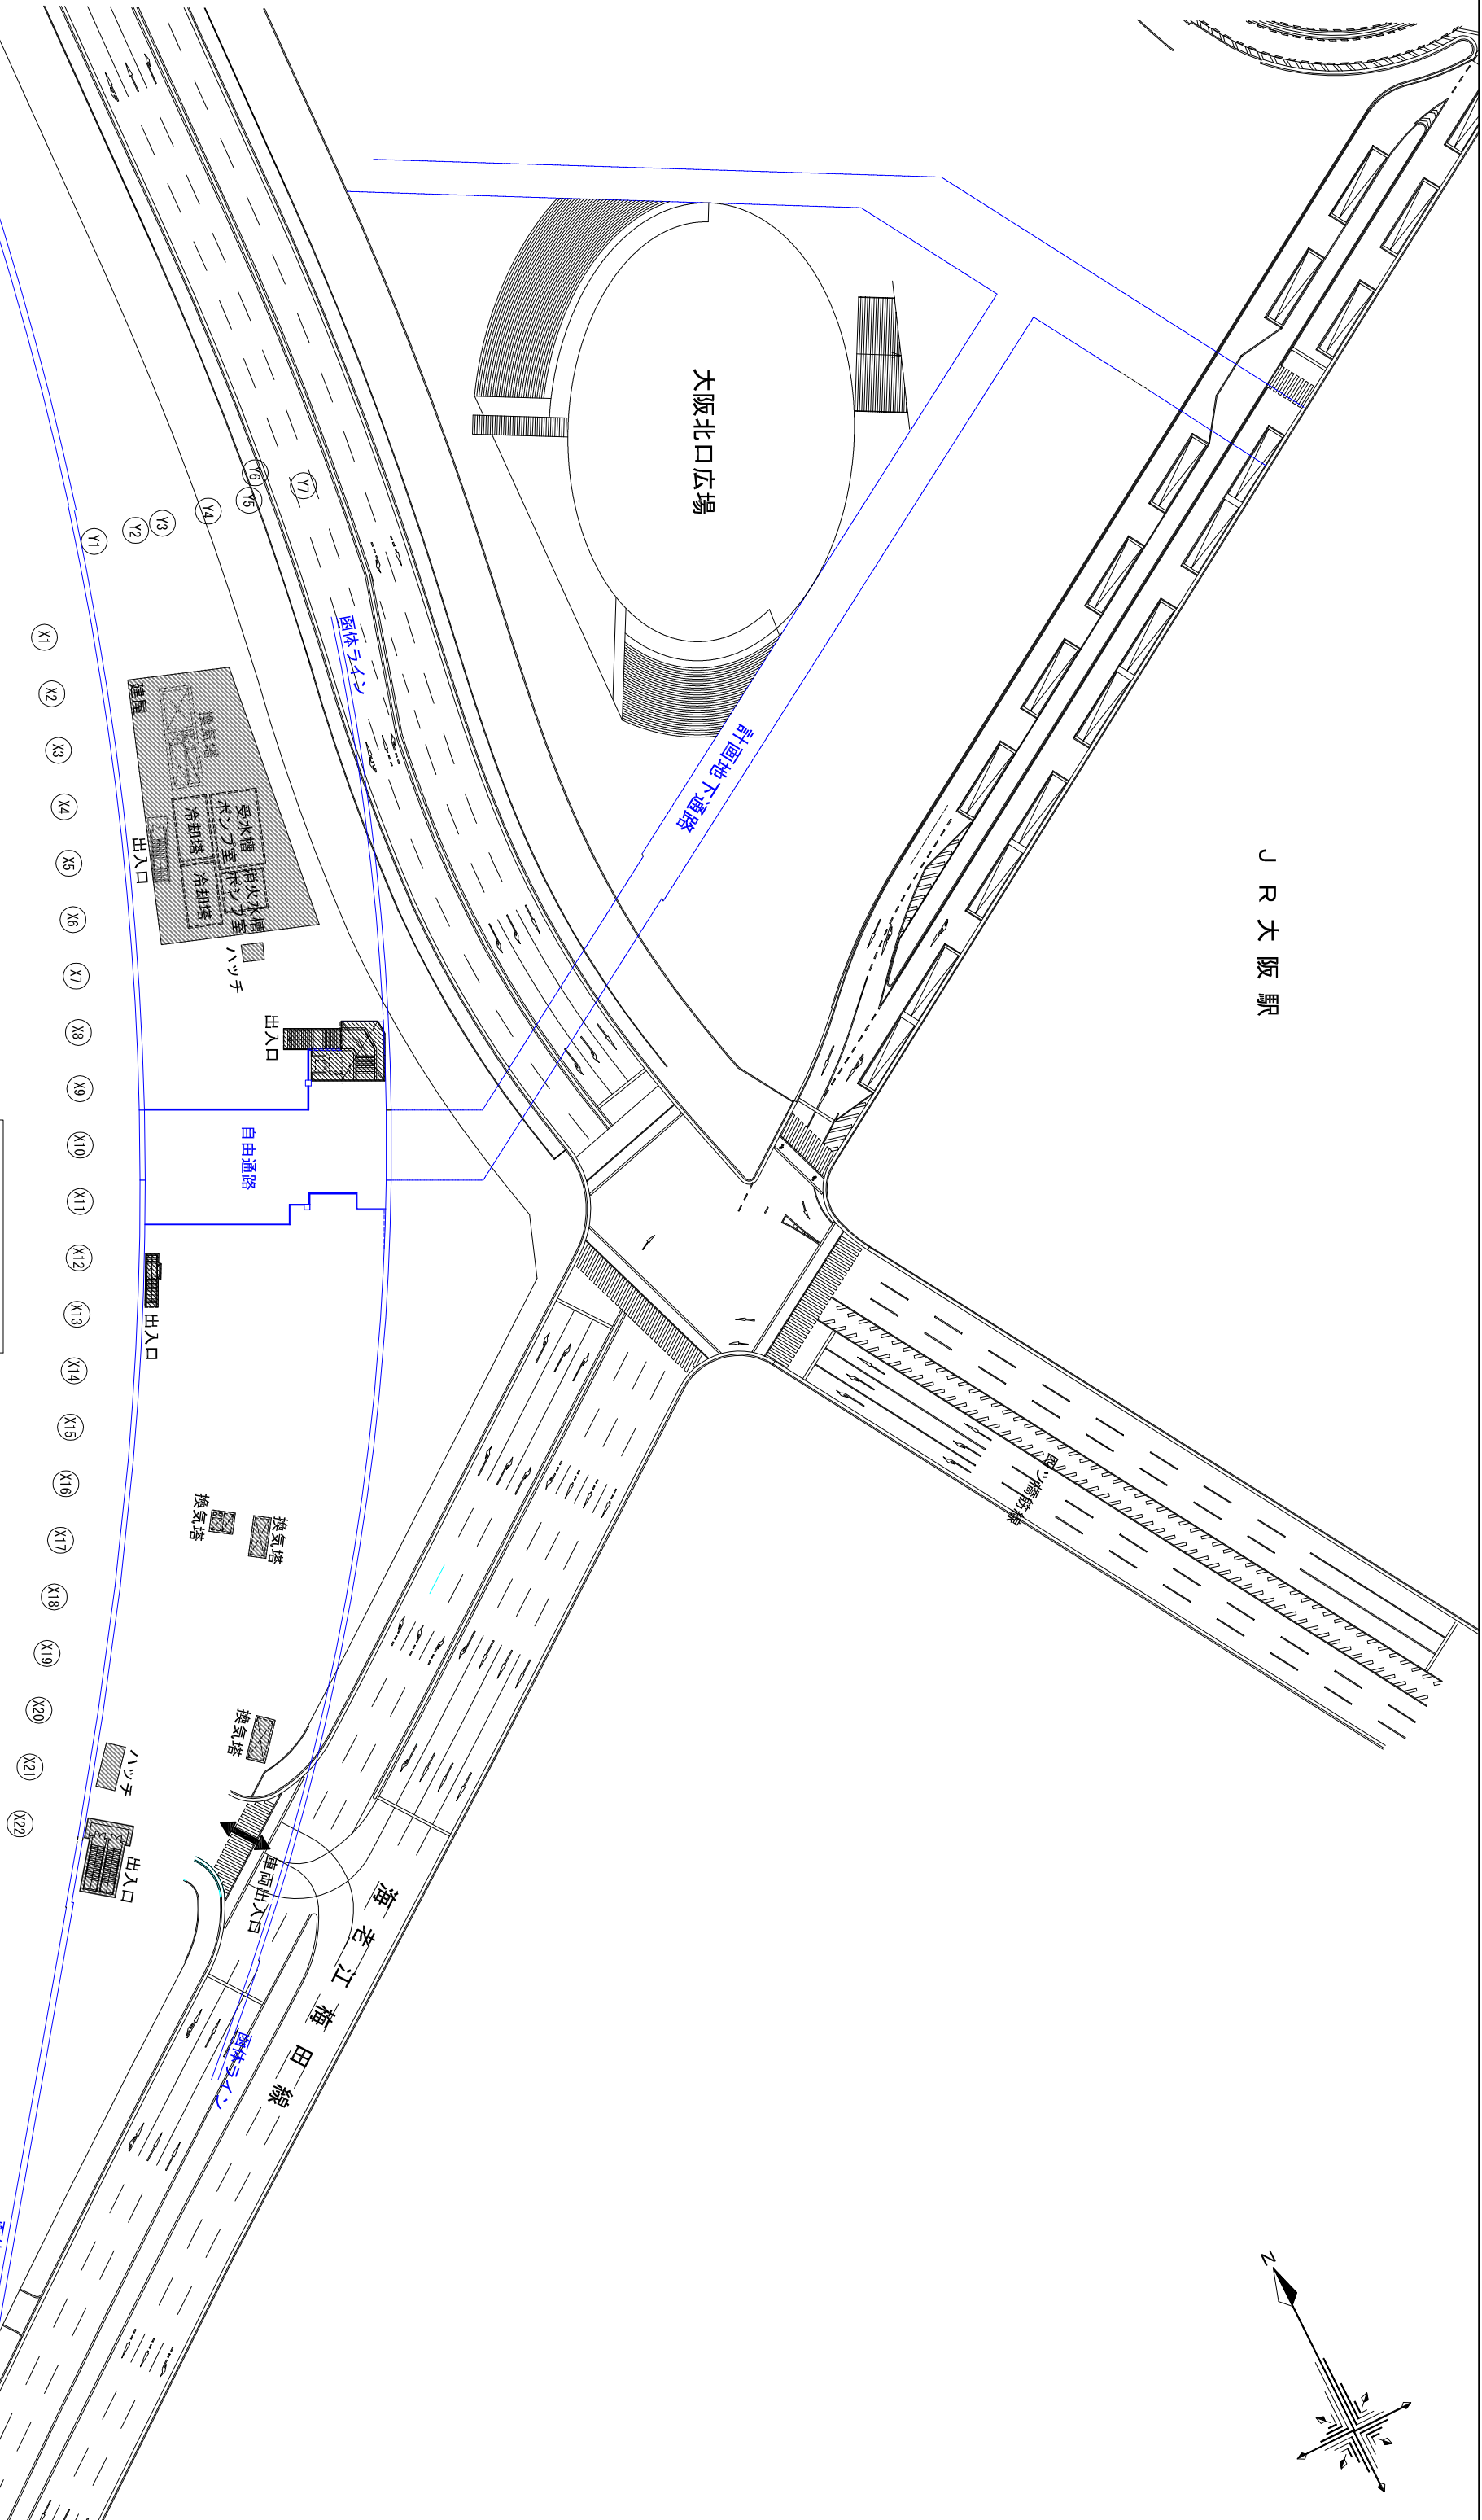 JR大阪駅
大阪北口広場
計画地下通路
函体ライン
Y7
Y6
Y5
Y4
Y3
Y2
Y1
建屋
換気塔
受水槽
ポンプ室
冷却塔
消火水槽
ポンプ室
冷却塔
出入口
ハッチ
出入口
自由通路
出入口
換気塔
換気塔
換気塔
ハッチ
出入口
車両出入口
函体ライン
海老江梅田線
X1
X2
X3
X4
X5
X6
X7
X8
X9
X10
X11
X12
X13
X14
X15
X16
X17
X18
X19
X20
X21
X22
N